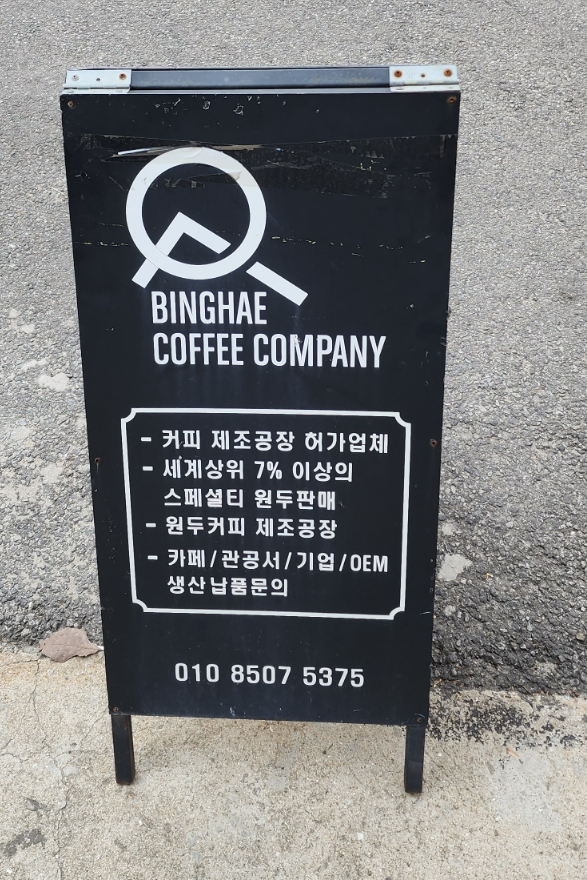 BINGHAE
COFFEE COMPANY
- 커피 제조공장 허가업체
- 세계상위 7% 이상의
스페셜티 원두판매
- 원두커피 제조공장
- 카페/관공서/기업/OEM
생산납품문의
010 8507 5375